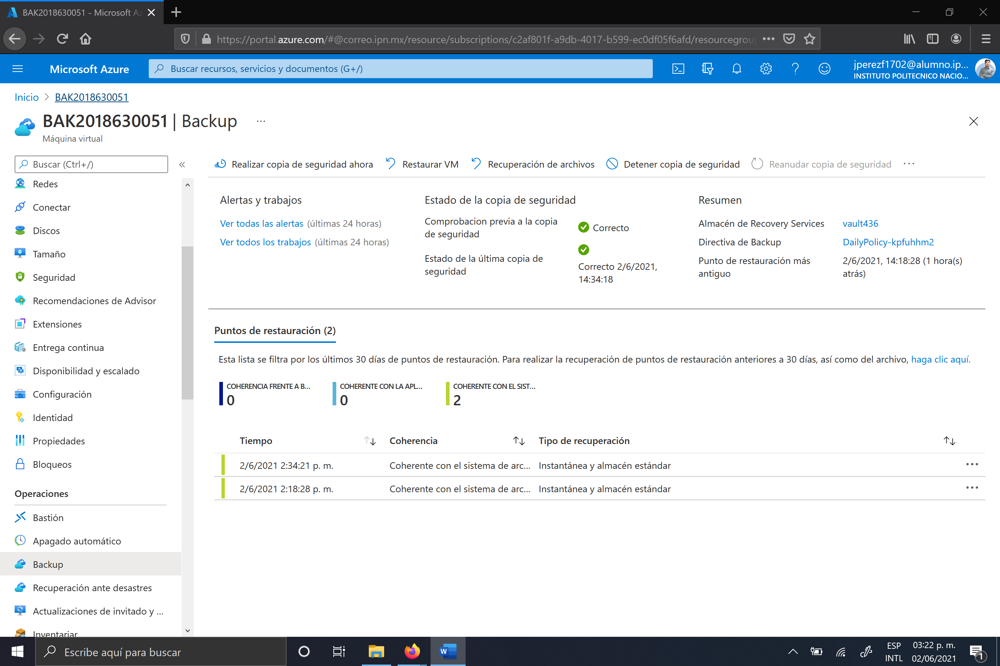 BAK2018630051 - Microsoft Az
https://portal.azure.com/#@correo.ipn.mx/resource/subscriptions/c2af801f-a9db-4017-b599-ec0df05f6afd/resourcegroup
Microsoft Azure
Buscar recursos, servicios y documentos (G+/)
jperezf1702@alumno.ip...
INSTITUTO POLITECNICO NACIO...
Inicio > BAK2018630051
BAK2018630051 | Backup ...
Máquina virtual
Buscar (Ctrl+/)
«
Redes
Conectar
Discos
Tamaño
Seguridad
Recomendaciones de Advisor
Extensiones
Entrega continua
Disponibilidad y escalado
Configuración
Identidad
Propiedades
Bloqueos
Operaciones
Bastión
Apagado automático
Backup
Recuperación ante desastres
Actualizaciones de invitado y ...
Inventariar
Realizar copia de seguridad ahora Restaurar VM Recuperación de archivos Detener copia de seguridad Reanudar copia de seguridad ...
Alertas y trabajos
Ver todas las alertas (últimas 24 horas)
Ver todos los trabajos (últimas 24 horas)
Estado de la copia de seguridad
Comprobacion previa a la copia
de seguridad
Correcto
Estado de la última copia de
seguridad
Correcto 2/6/2021,
14:34:18
Resumen
Almacén de Recovery Services vault436
Directiva de Backup DailyPolicy-kpfuhhm2
Punto de restauración más
antiguo
2/6/2021, 14:18:28 (1 hora(s)
atrás)
Puntos de restauración (2)
Esta lista se filtra por los últimos 30 días de puntos de restauración. Para realizar la recuperación de puntos de restauración anteriores a 30 días, así como del archivo, haga clic aquí.
COHERENCIA FRENTE A B...
0
COHERENTE CON LA APL...
0
COHERENTE CON EL SIST...
2
Tiempo Coherencia Tipo de recuperación
2/6/2021 2:34:21 p. m. Coherente con el sistema de arc... Instantánea y almacén estándar
2/6/2021 2:18:28 p. m. Coherente con el sistema de arc... Instantánea y almacén estándar
Escribe aquí para buscar
W
ESP
INTL
03:22 p. m.
02/06/2021
1